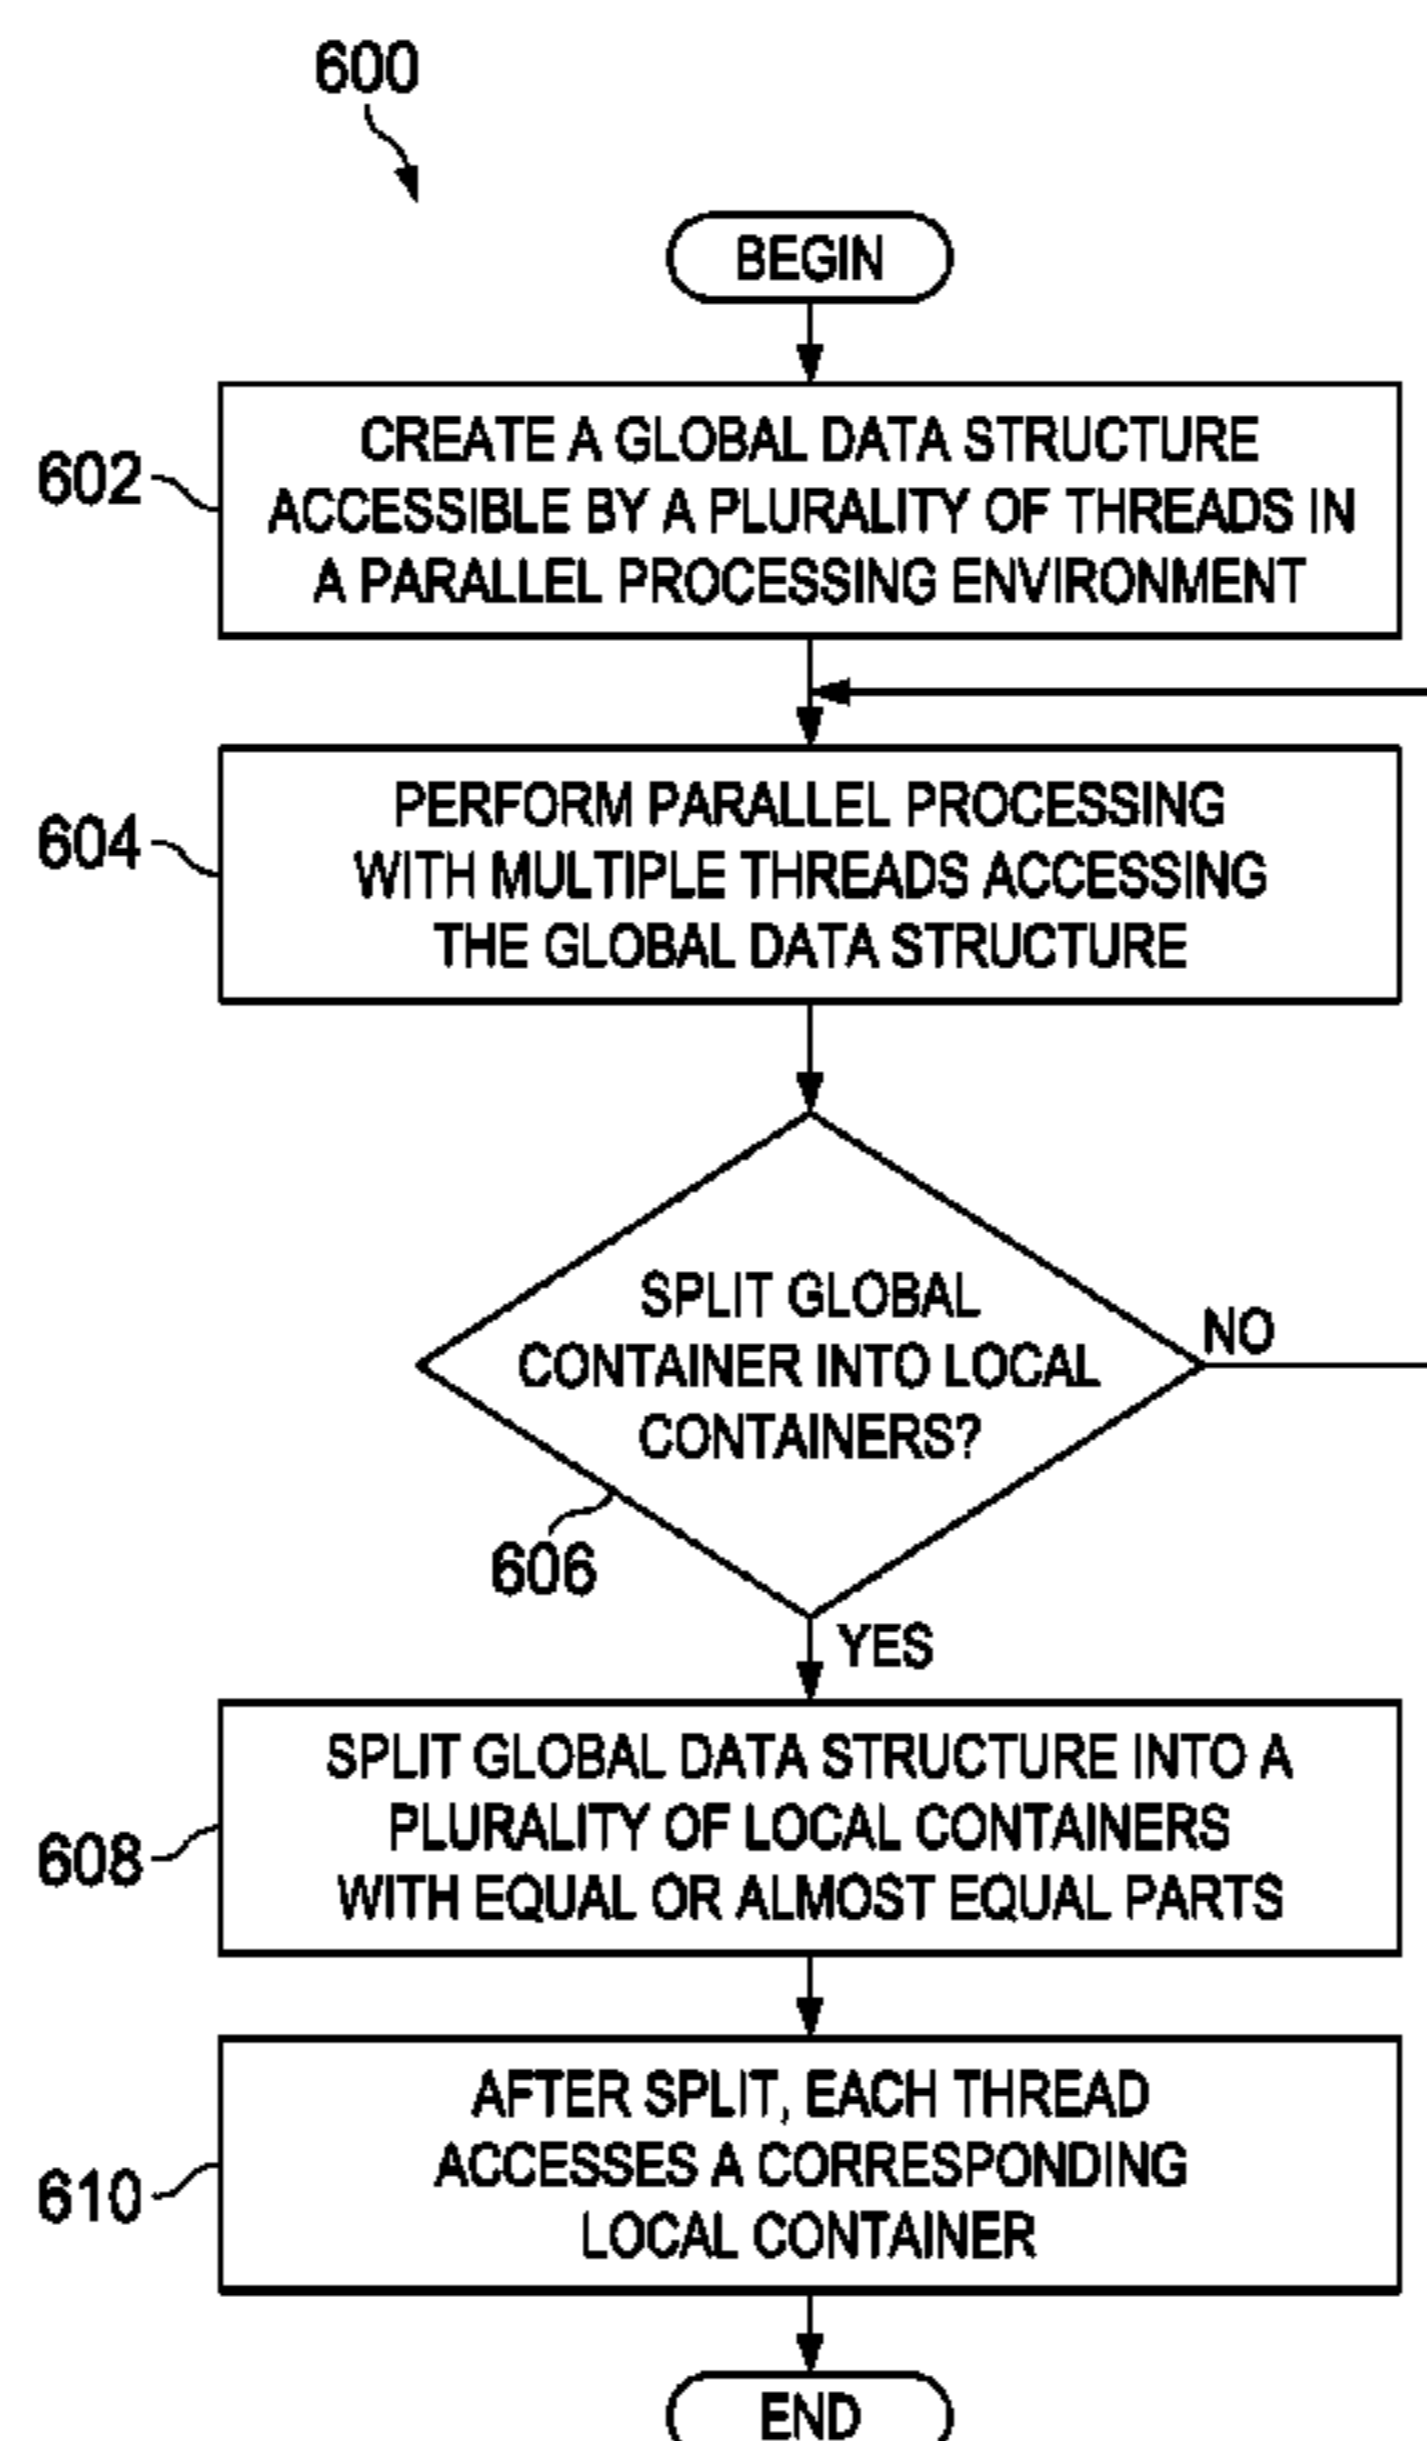 600
BEGIN
602
CREATE A GLOBAL DATA STRUCTURE
ACCESSIBLE BY A PLURALITY OF THREADS IN
A PARALLEL PROCESSING ENVIRONMENT
604
PERFORM PARALLEL PROCESSING
WITH MULTIPLE THREADS ACCESSING
THE GLOBAL DATA STRUCTURE
SPLIT GLOBAL
CONTAINER INTO LOCAL
CONTAINERS?
NO
606
YES
608
SPLIT GLOBAL DATA STRUCTURE INTO A
PLURALITY OF LOCAL CONTAINERS
WITH EQUAL OR ALMOST EQUAL PARTS
610
AFTER SPLIT, EACH THREAD
ACCESSES A CORRESPONDING
LOCAL CONTAINER
END